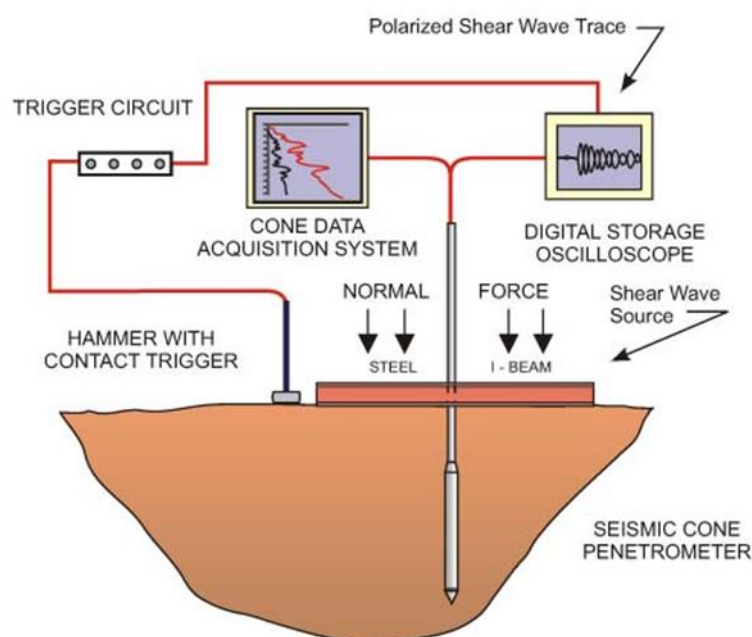 Polarized Shear Wave Trace
TRIGGER CIRCUIT
CONE DATA
ACQUISITION SYSTEM
DIGITAL STORAGE
OSCILLOSCOPE
NORMAL
FORCE
Shear Wave
Source
HAMMER WITH
CONTACT TRIGGER
STEEL
I - BEAM
SEISMIC CONE
PENETROMETER